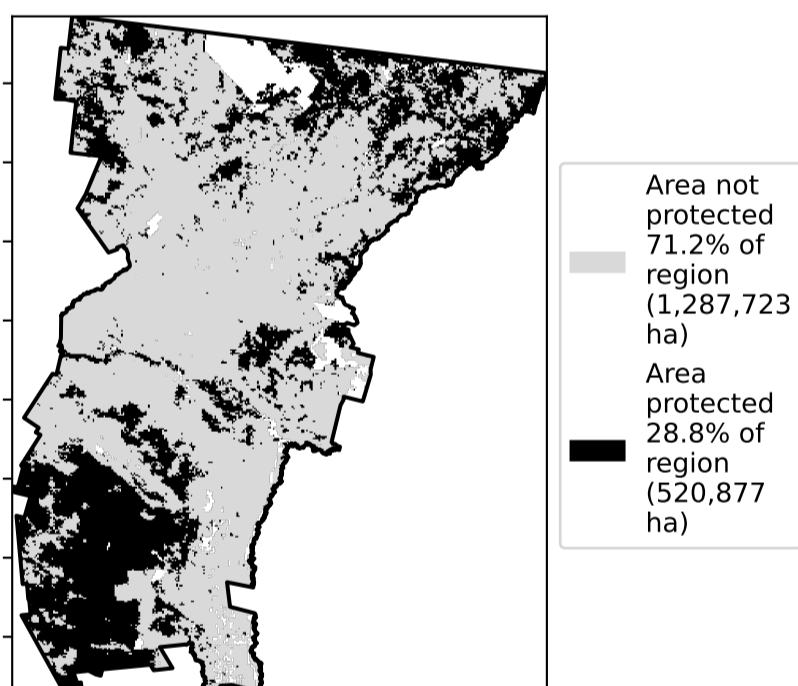 Area not
protected
71.2% of
region
(1,287,723
ha)
Area
protected
28.8% of
region
(520,877
ha)